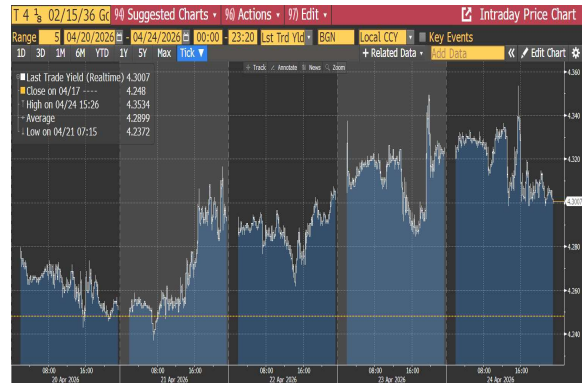 T 4 ⅛ 02/15/36 Go 94) Suggested Charts 96) Actions 97) Edit Intraday Price Chart
Range 5 04/20/2026 - 04/24/2026 00:00 - 23:20 Lst Trd Yld BGN Local CCY Key Events
1D 3D 1M 6M YTD 1Y 5Y Max Tick ▼ + Related Data Add Data « Edit Chart
+ Track Annotate News Zoom
Last Trade Yield (Realtime) 4.3007
Close on 04/17 ---- 4.248
High on 04/24 15:26 4.3534
Average 4.2899
Low on 04/21 07:15 4.2372
4.360
4.340
4.320
4.3007
4.280
4.260
4.240
08:00 16:00 08:00 16:00 08:00 16:00 08:00 16:00 08:00 16:00
20 Apr 2026 21 Apr 2026 22 Apr 2026 23 Apr 2026 24 Apr 2026